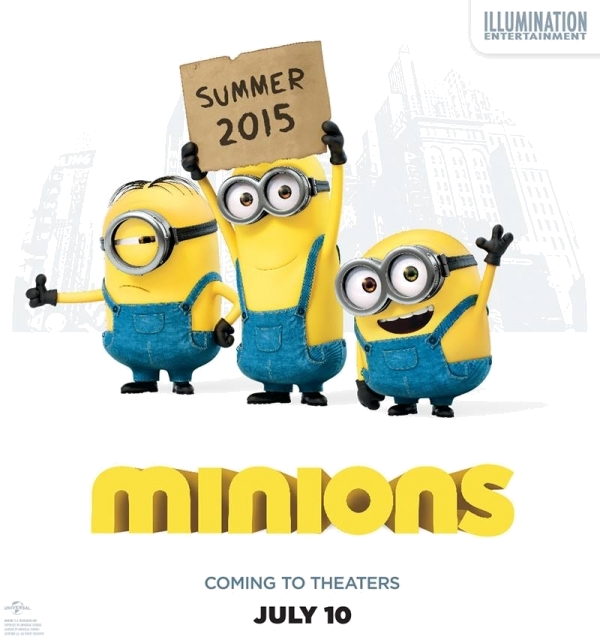 ILLUMINATION
ENTERTAINMENT
SUMMER
2015
minions
COMING TO THEATERS
JULY 10
UNIVERSAL